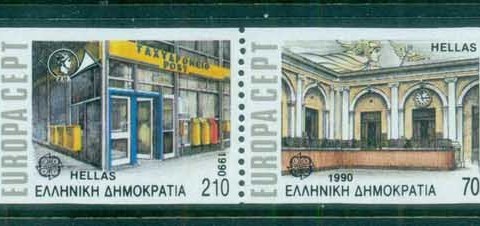 EUROPA CEPT
ΤΑΧΥΔΡΟΜΕΙΟ
POST
HELLAS
1990
ΕΛΛΗΝΙΚΗ ΔΗΜΟΚΡΑΤΙΑ 210
EUROPA CEPT
HELLAS
1990
ΕΛΛΗΝΙΚΗ ΔΗΜΟΚΡΑΤΙΑ 70